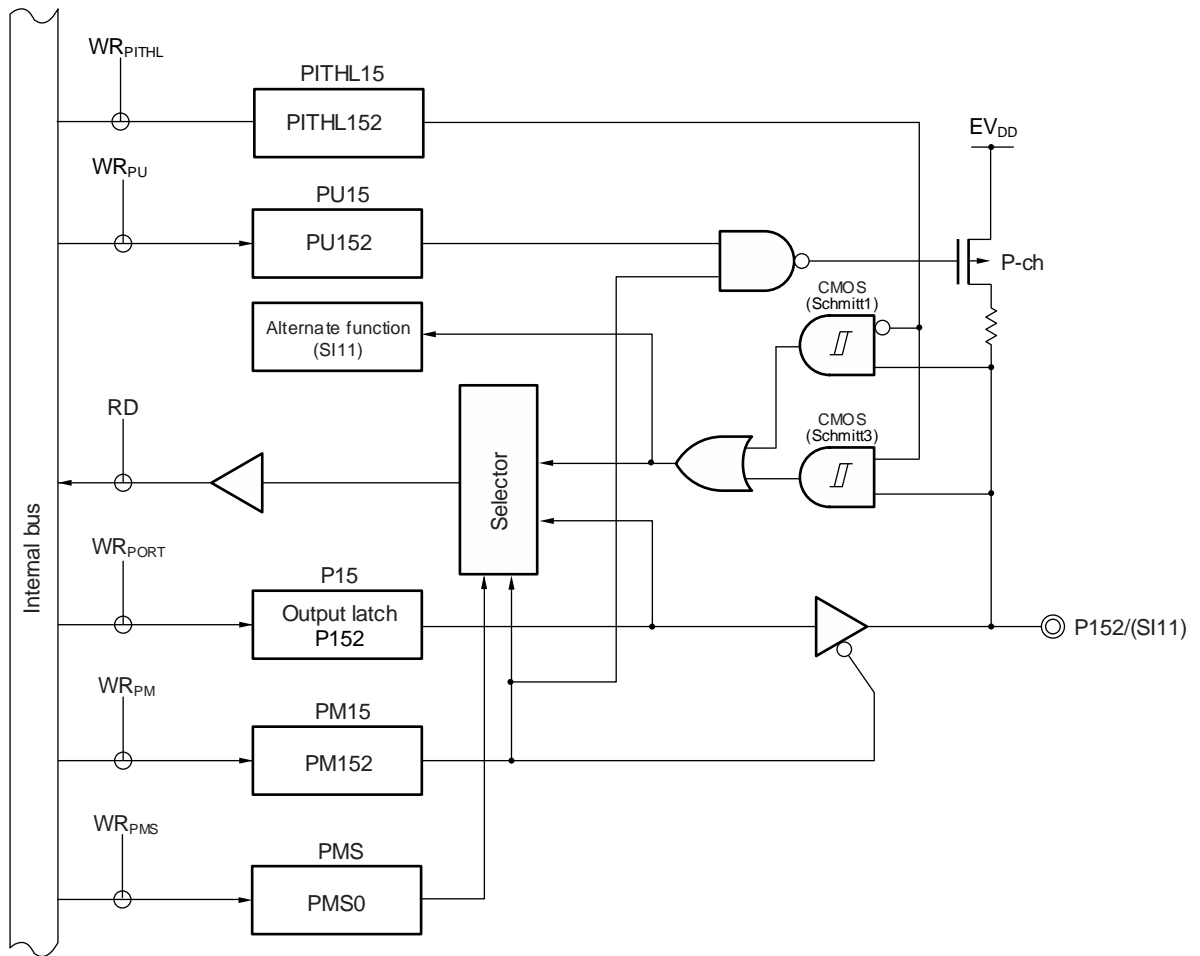 WRPITHL
PITHL15
PITHL152
EVDD
WRPU
PU15
PU152
P-ch
CMOS
(Schmitt1)
Alternate function
(SI11)
RD
CMOS
(Schmitt3)
Selector
Internal bus
WRPORT
P15
Output latch
P152
P152/(SI11)
WRPM
PM15
PM152
WRPMS
PMS
PMS0